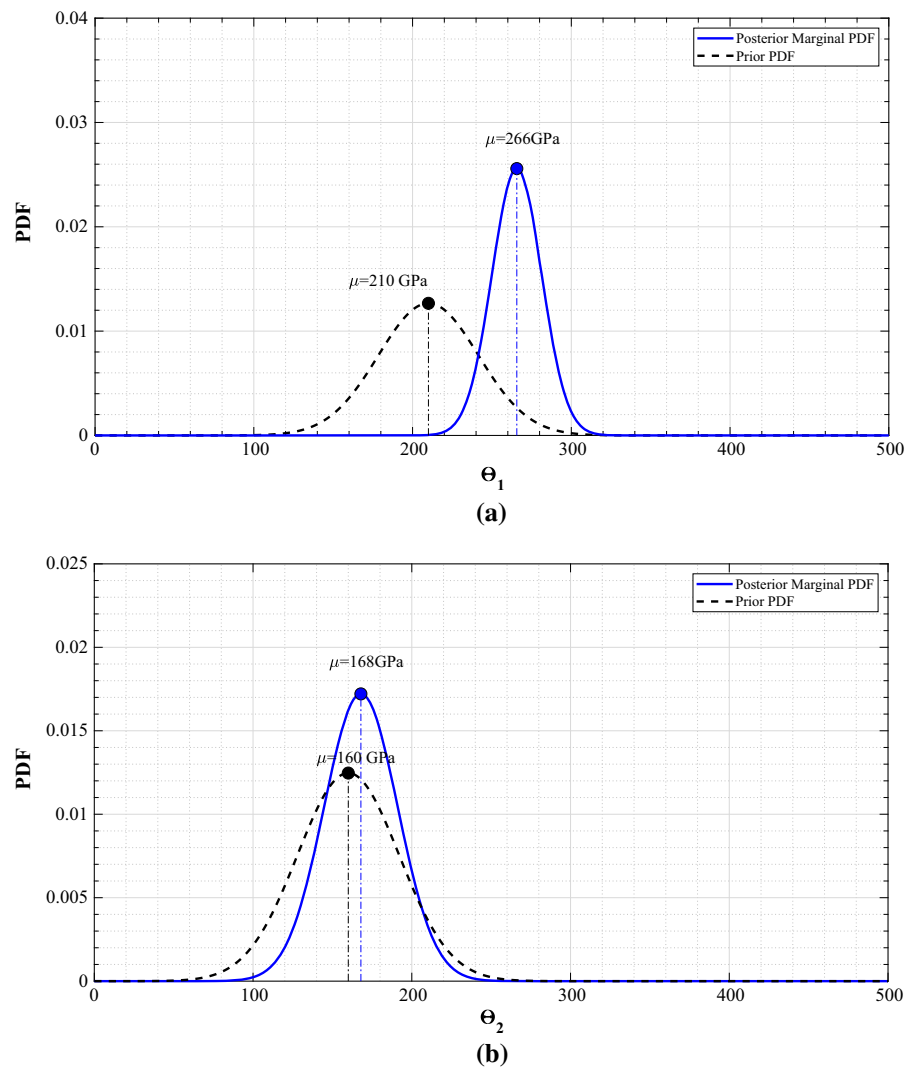 0.04
Posterior Marginal PDF
Prior PDF
μ=266GPa
0.03
PDF
0.02
μ=210 GPa
0.01
0
0 100 200 300 400 500
Θ1
(a)
0.025
Posterior Marginal PDF
Prior PDF
0.02
μ=168GPa
0.015
PDF
μ=160 GPa
0.01
0.005
0
0 100 200 300 400 500
Θ2
(b)